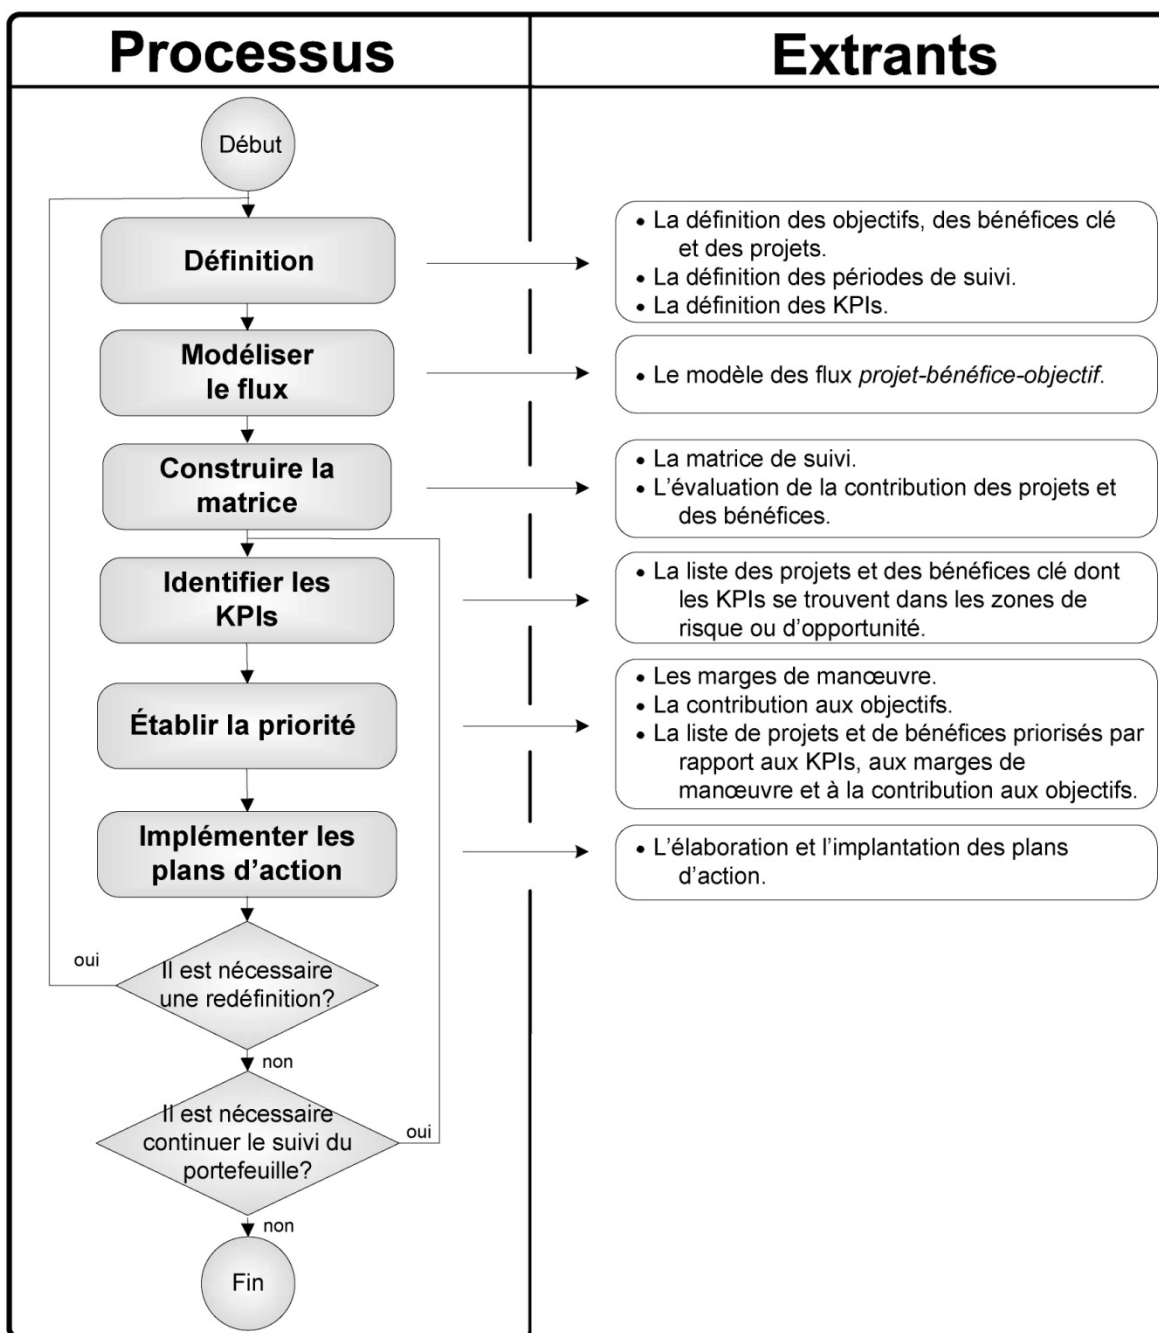 Processus
Extrants
Début
Définition
• La définition des objectifs, des bénéfices clé
et des projets.
• La définition des périodes de suivi.
• La définition des KPIs.
Modéliser
le flux
• Le modèle des flux projet-bénéfice-objectif.
Construire la
matrice
• La matrice de suivi.
• L'évaluation de la contribution des projets et
des bénéfices.
Identifier les
KPIs
• La liste des projets et des bénéfices clé dont
les KPIs se trouvent dans les zones de
risque ou d'opportunité.
Établir la priorité
• Les marges de manœuvre.
• La contribution aux objectifs.
• La liste de projets et de bénéfices priorisés par
rapport aux KPIs, aux marges de
manœuvre et à la contribution aux objectifs.
Implémenter les
plans d'action
• L'élaboration et l'implantation des plans
d'action.
oui
Il est nécessaire
une redéfinition?
non
Il est nécessaire
continuer le suivi du
portefeuille?
oui
non
Fin